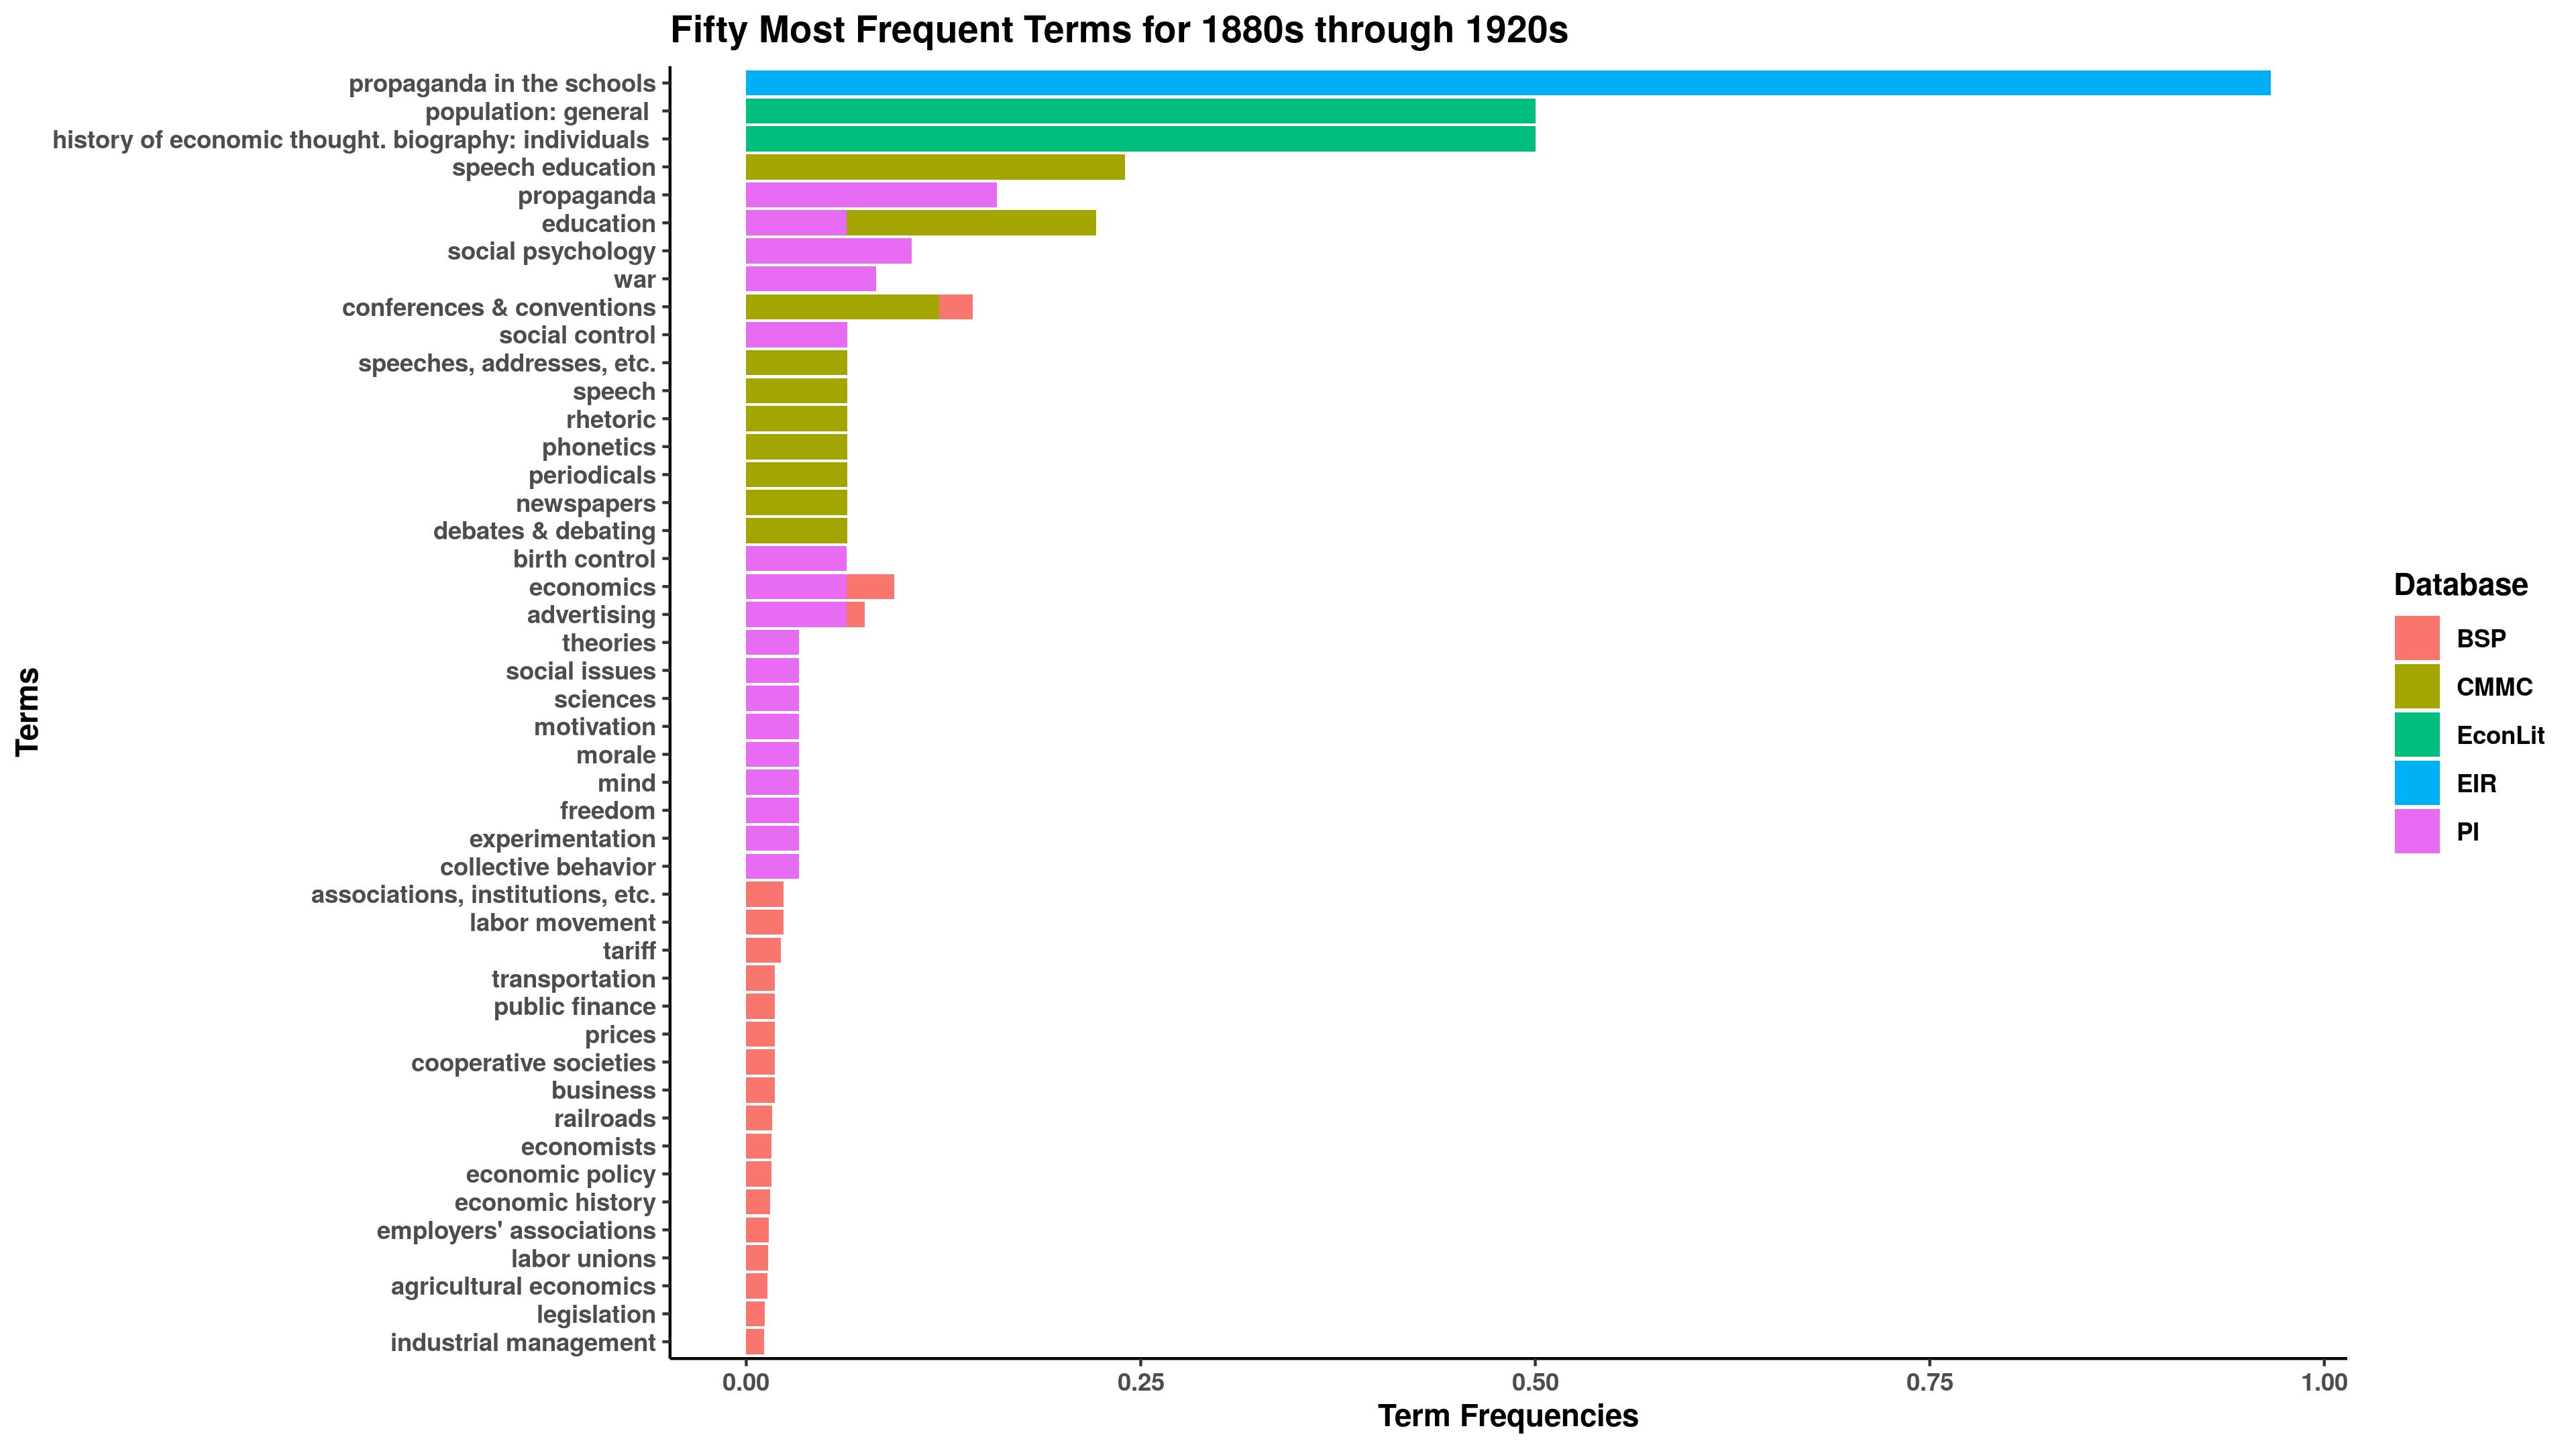 Fifty Most Frequent Terms for 1880s through 1920s
propaganda in the schools
population: general
history of economic thought. biography: individuals
speech education
propaganda
education
social psychology
war
conferences & conventions
social control
speeches, addresses, etc.
speech
rhetoric
phonetics
periodicals
newspapers
debates & debating
birth control
economics
advertising
theories
social issues
sciences
motivation
morale
mind
freedom
experimentation
collective behavior
associations, institutions, etc.
labor movement
tariff
transportation
public finance
prices
cooperative societies
business
railroads
economists
economic policy
economic history
employers' associations
labor unions
agricultural economics
legislation
industrial management
Terms
0.00 0.25 0.50 0.75 1.00
Term Frequencies
Database
BSP
CMMC
EconLit
EIR
PI